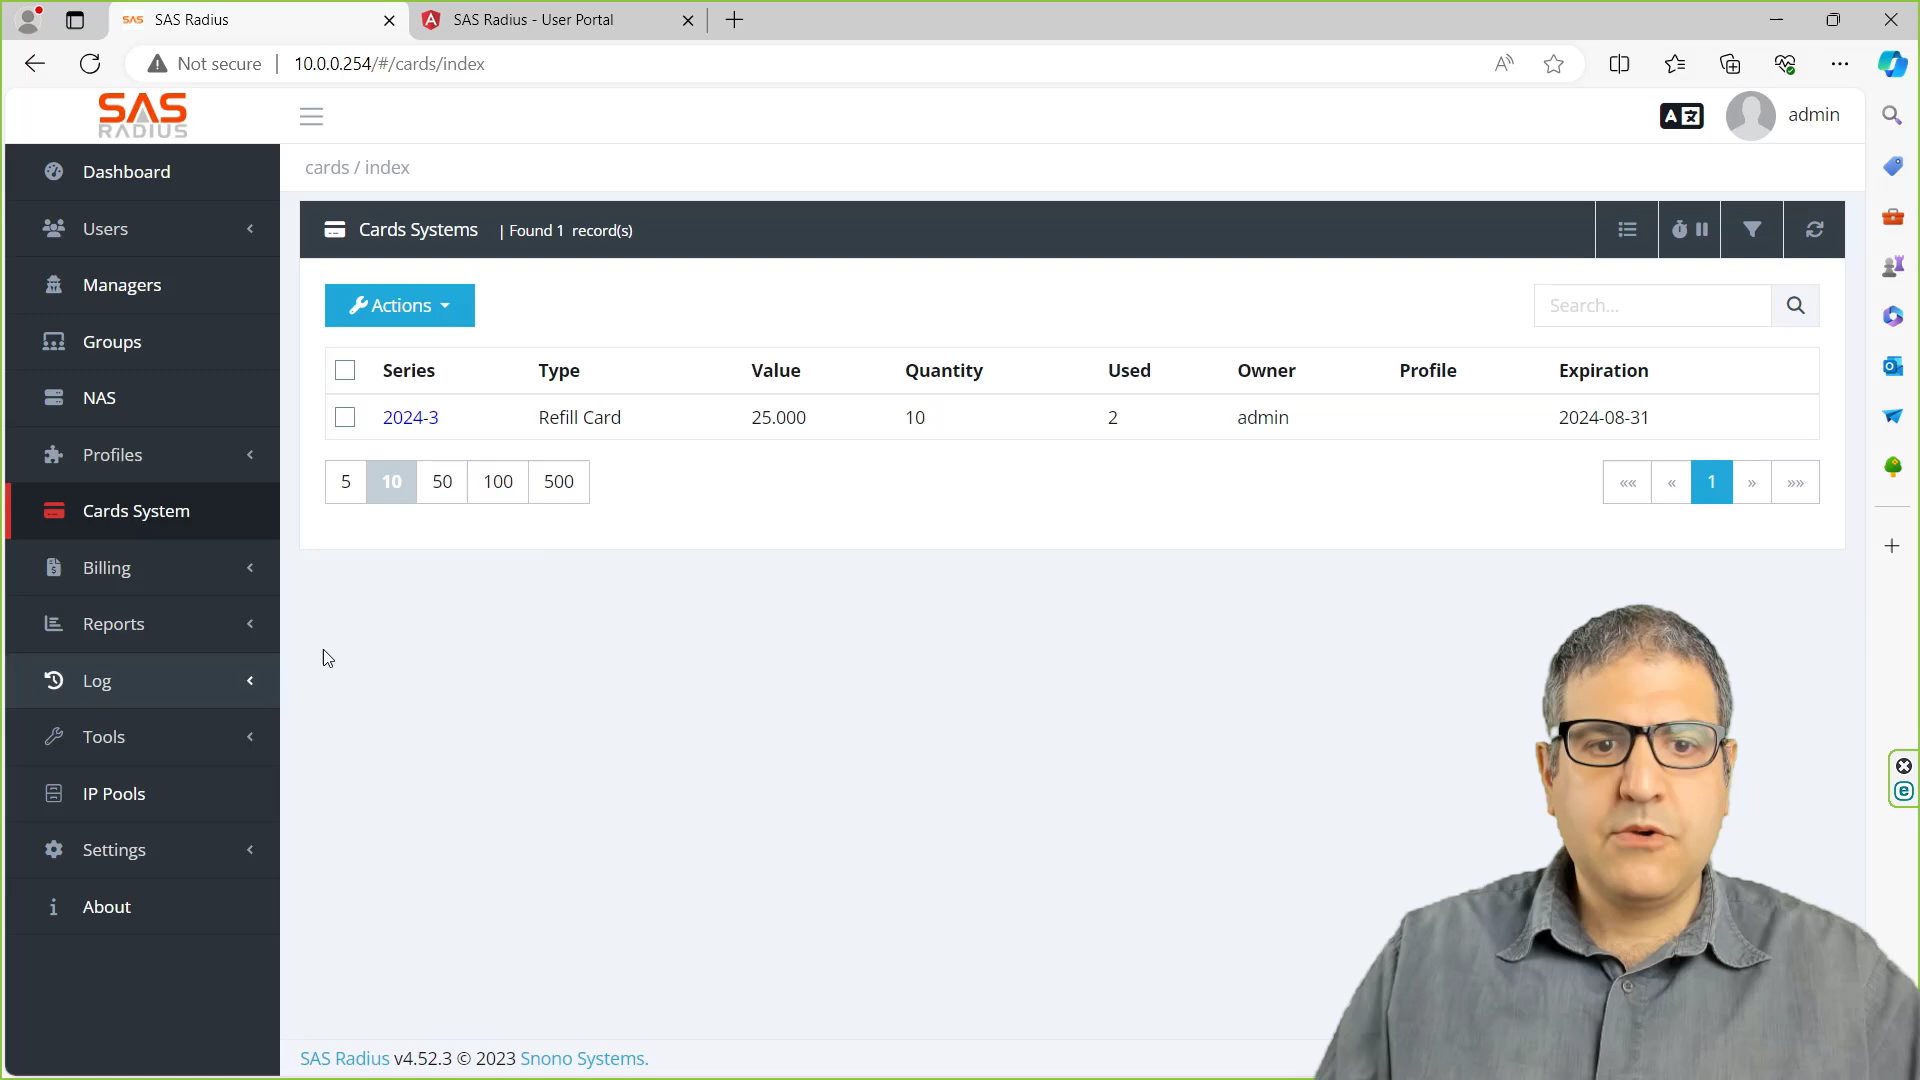 SAS Radius
SAS Radius - User Portal
Not secure
10.0.0.254/#/cards/index
SAS
RADIUS
admin
cards / index
Dashboard
Users
Managers
Groups
NAS
Profiles
Cards System
Billing
Reports
Log
Tools
IP Pools
Settings
About
Cards Systems | Found 1 record(s)
Actions
Search...
Series Type Value Quantity Used Owner Profile Expiration
2024-3 Refill Card 25.000 10 2 admin 2024-08-31
5 10 50 100 500
«« « 1 » »»
SAS Radius v4.52.3 © 2023 Snono Systems.